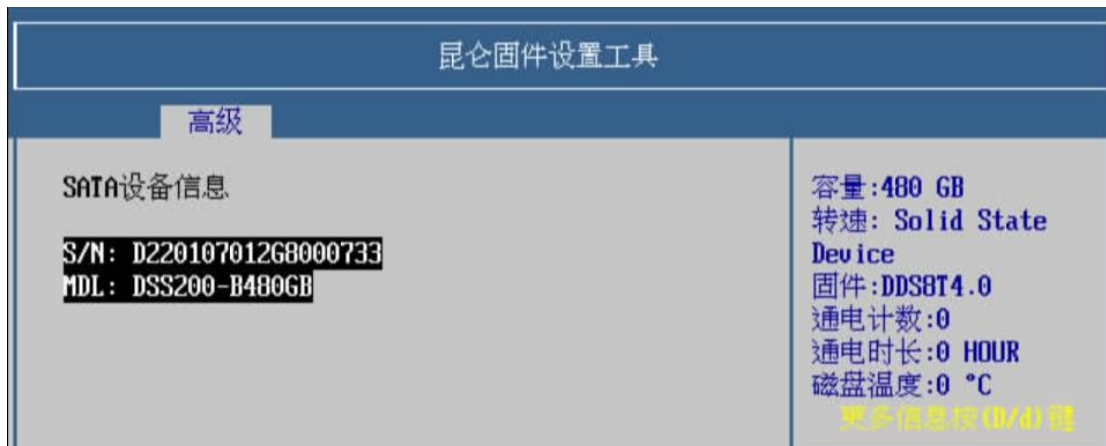 昆仑固件设置工具
高级
SATA设备信息
S/N: D220107012G8000733
MDL: DSS200-B480GB
容量:480 GB
转速: Solid State
Device
固件:DDS8T4.0
通电计数:0
通电时长:0 HOUR
磁盘温度:0 °C
更多信息按(D/d)键